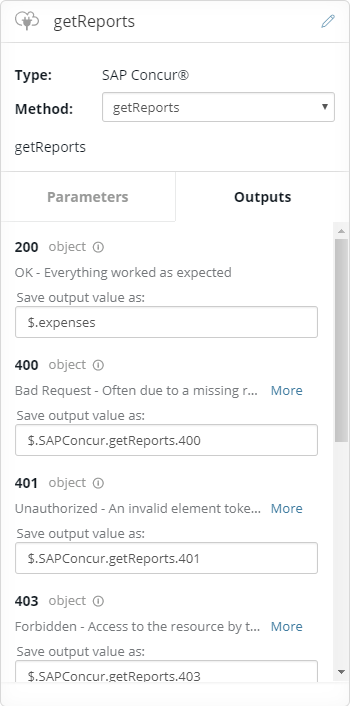 getReports
Type: SAP Concur®
Method: getReports
getReports
Parameters Outputs
200 object
OK - Everything worked as expected
Save output value as:
$.expenses
400 object
Bad Request - Often due to a missing r... More
Save output value as:
$.SAPConcur.getReports.400
401 object
Unauthorized - An invalid element toke... More
Save output value as:
$.SAPConcur.getReports.401
403 object
Forbidden - Access to the resource by t... More
Save output value as:
$.SAPConcur.getReports.403